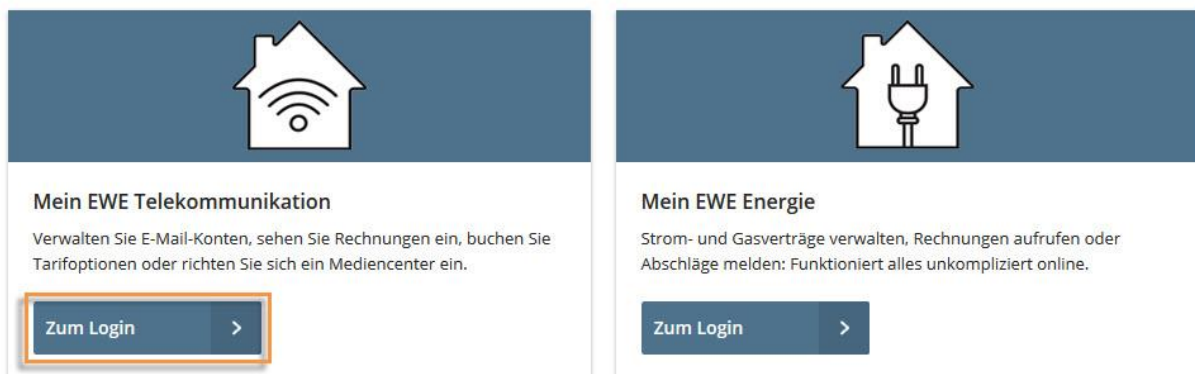 Mein EWE Telekommunikation
Verwalten Sie E-Mail-Konten, sehen Sie Rechnungen ein, buchen Sie
Tarifoptionen oder richten Sie sich ein Mediencenter ein.
Zum Login
Mein EWE Energie
Strom- und Gasverträge verwalten, Rechnungen aufrufen oder
Abschläge melden: Funktioniert alles unkompliziert online.
Zum Login